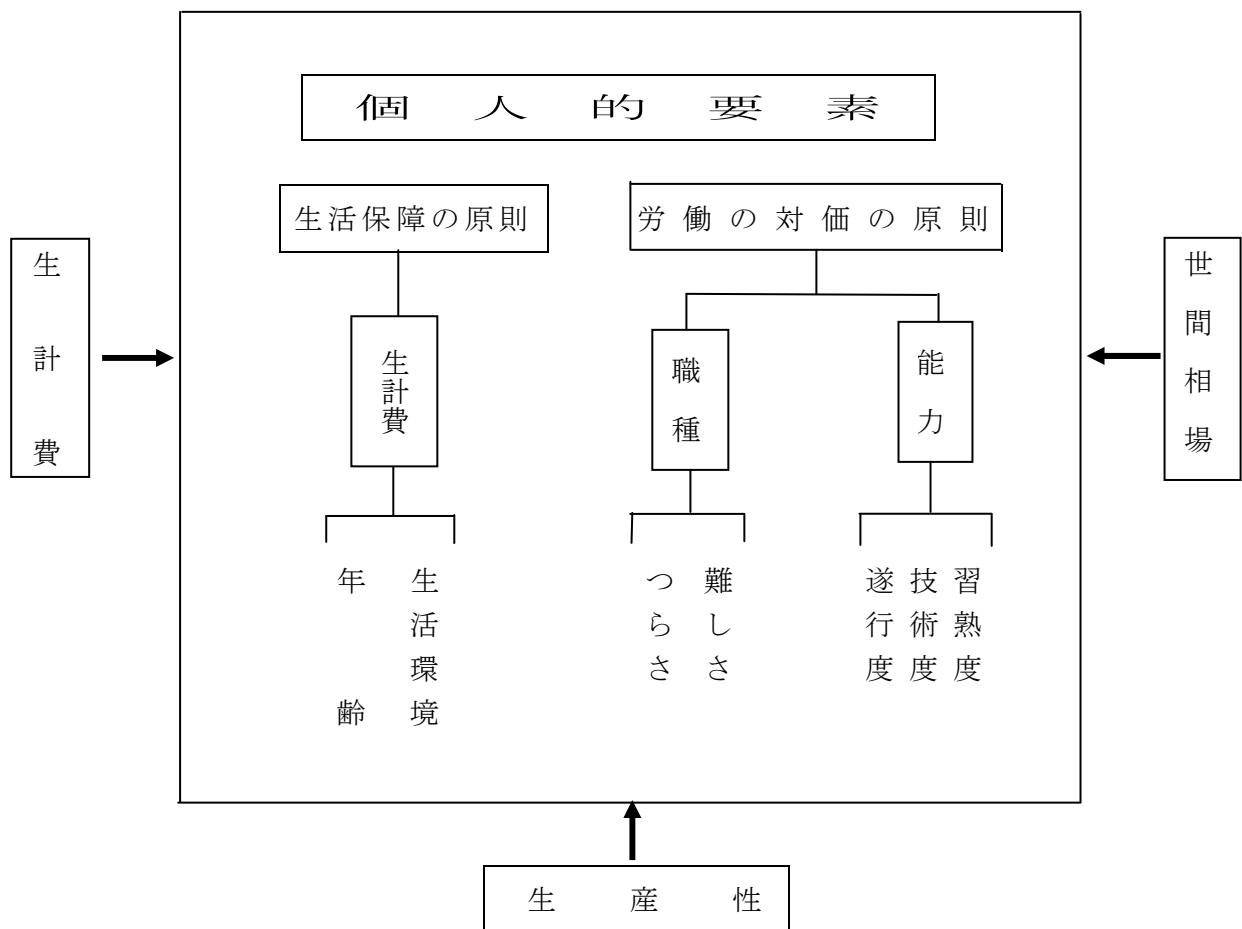 個人的要素
生活保障の原則
労働の対価の原則
生計費
世間相場
生計費
職種
能力
年齢
生活環境
つらさ
難しさ
遂行度
技術度
習熟度
生産性